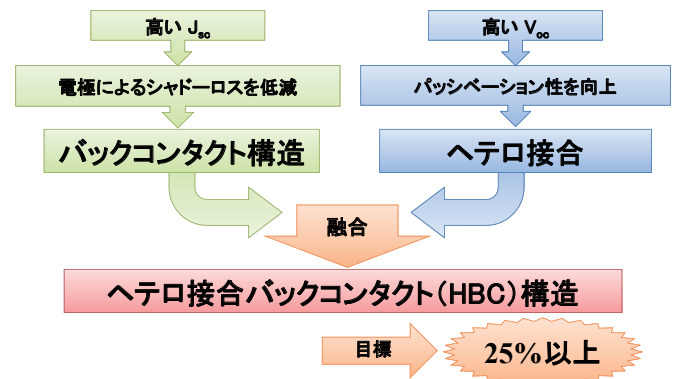 高い Jsc
電極によるシャドーロスを低減
バックコンタクト構造
高い Voc
パッシベーション性を向上
ヘテロ接合
融合
ヘテロ接合バックコンタクト(HBC)構造
目標
25%以上